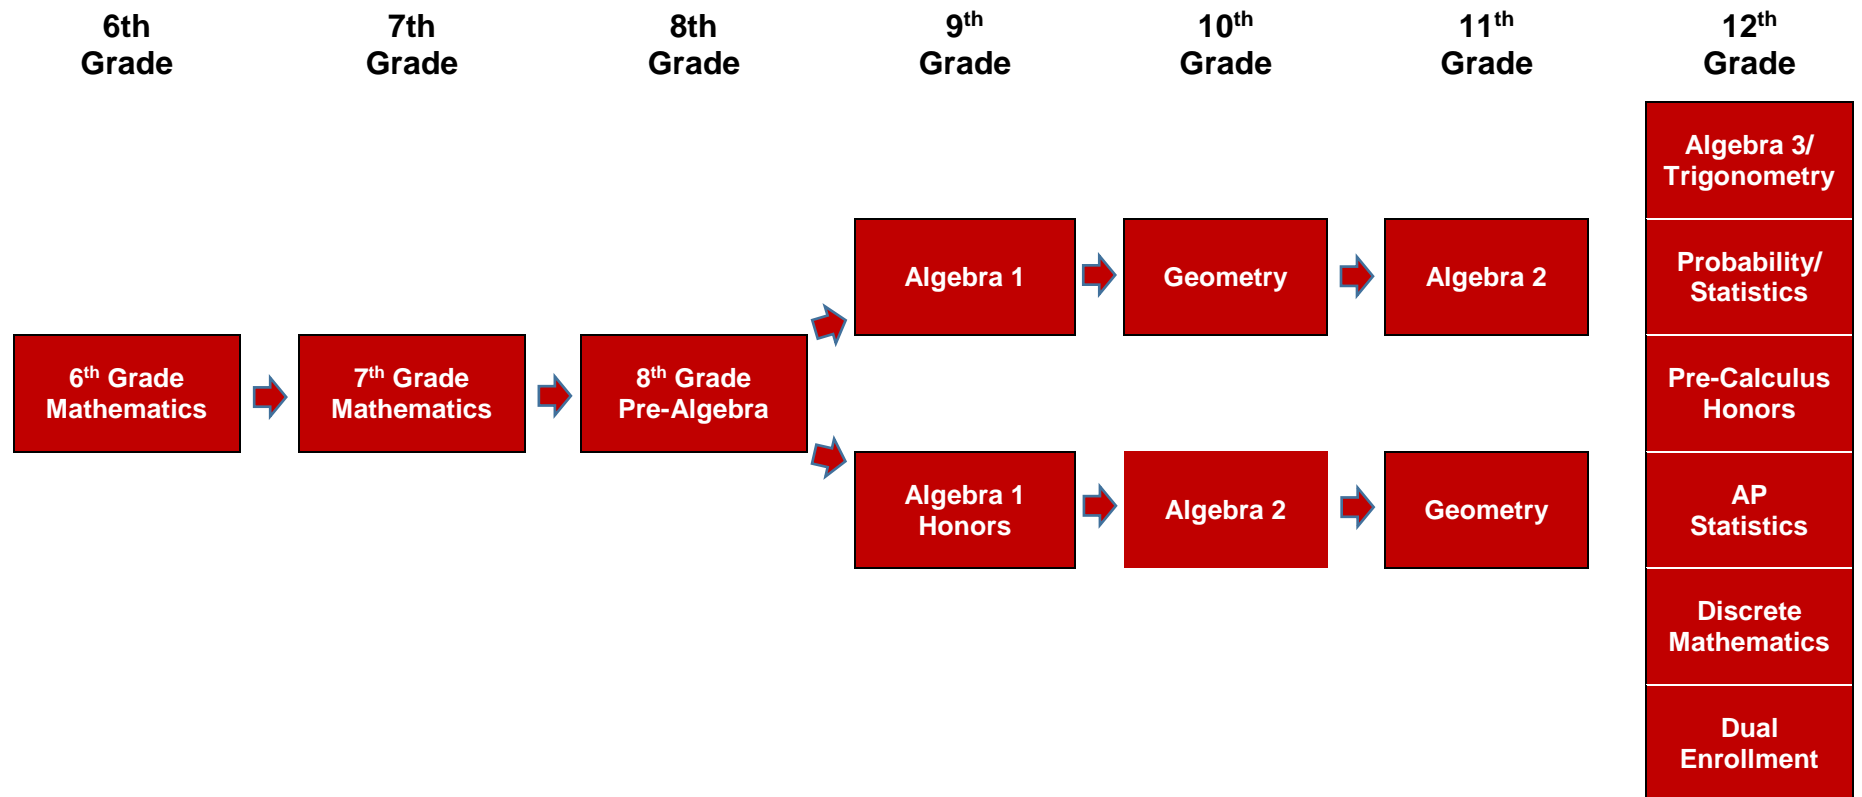 6th
Grade
7th
Grade
8th
Grade
9th
Grade
10th
Grade
11th
Grade
12th
Grade
6th Grade
Mathematics
7th Grade
Mathematics
8th Grade
Pre-Algebra
Algebra 1
Geometry
Algebra 2
Algebra 1
Honors
Algebra 2
Geometry
Algebra 3/
Trigonometry
Probability/
Statistics
Pre-Calculus
Honors
AP
Statistics
Discrete
Mathematics
Dual
Enrollment